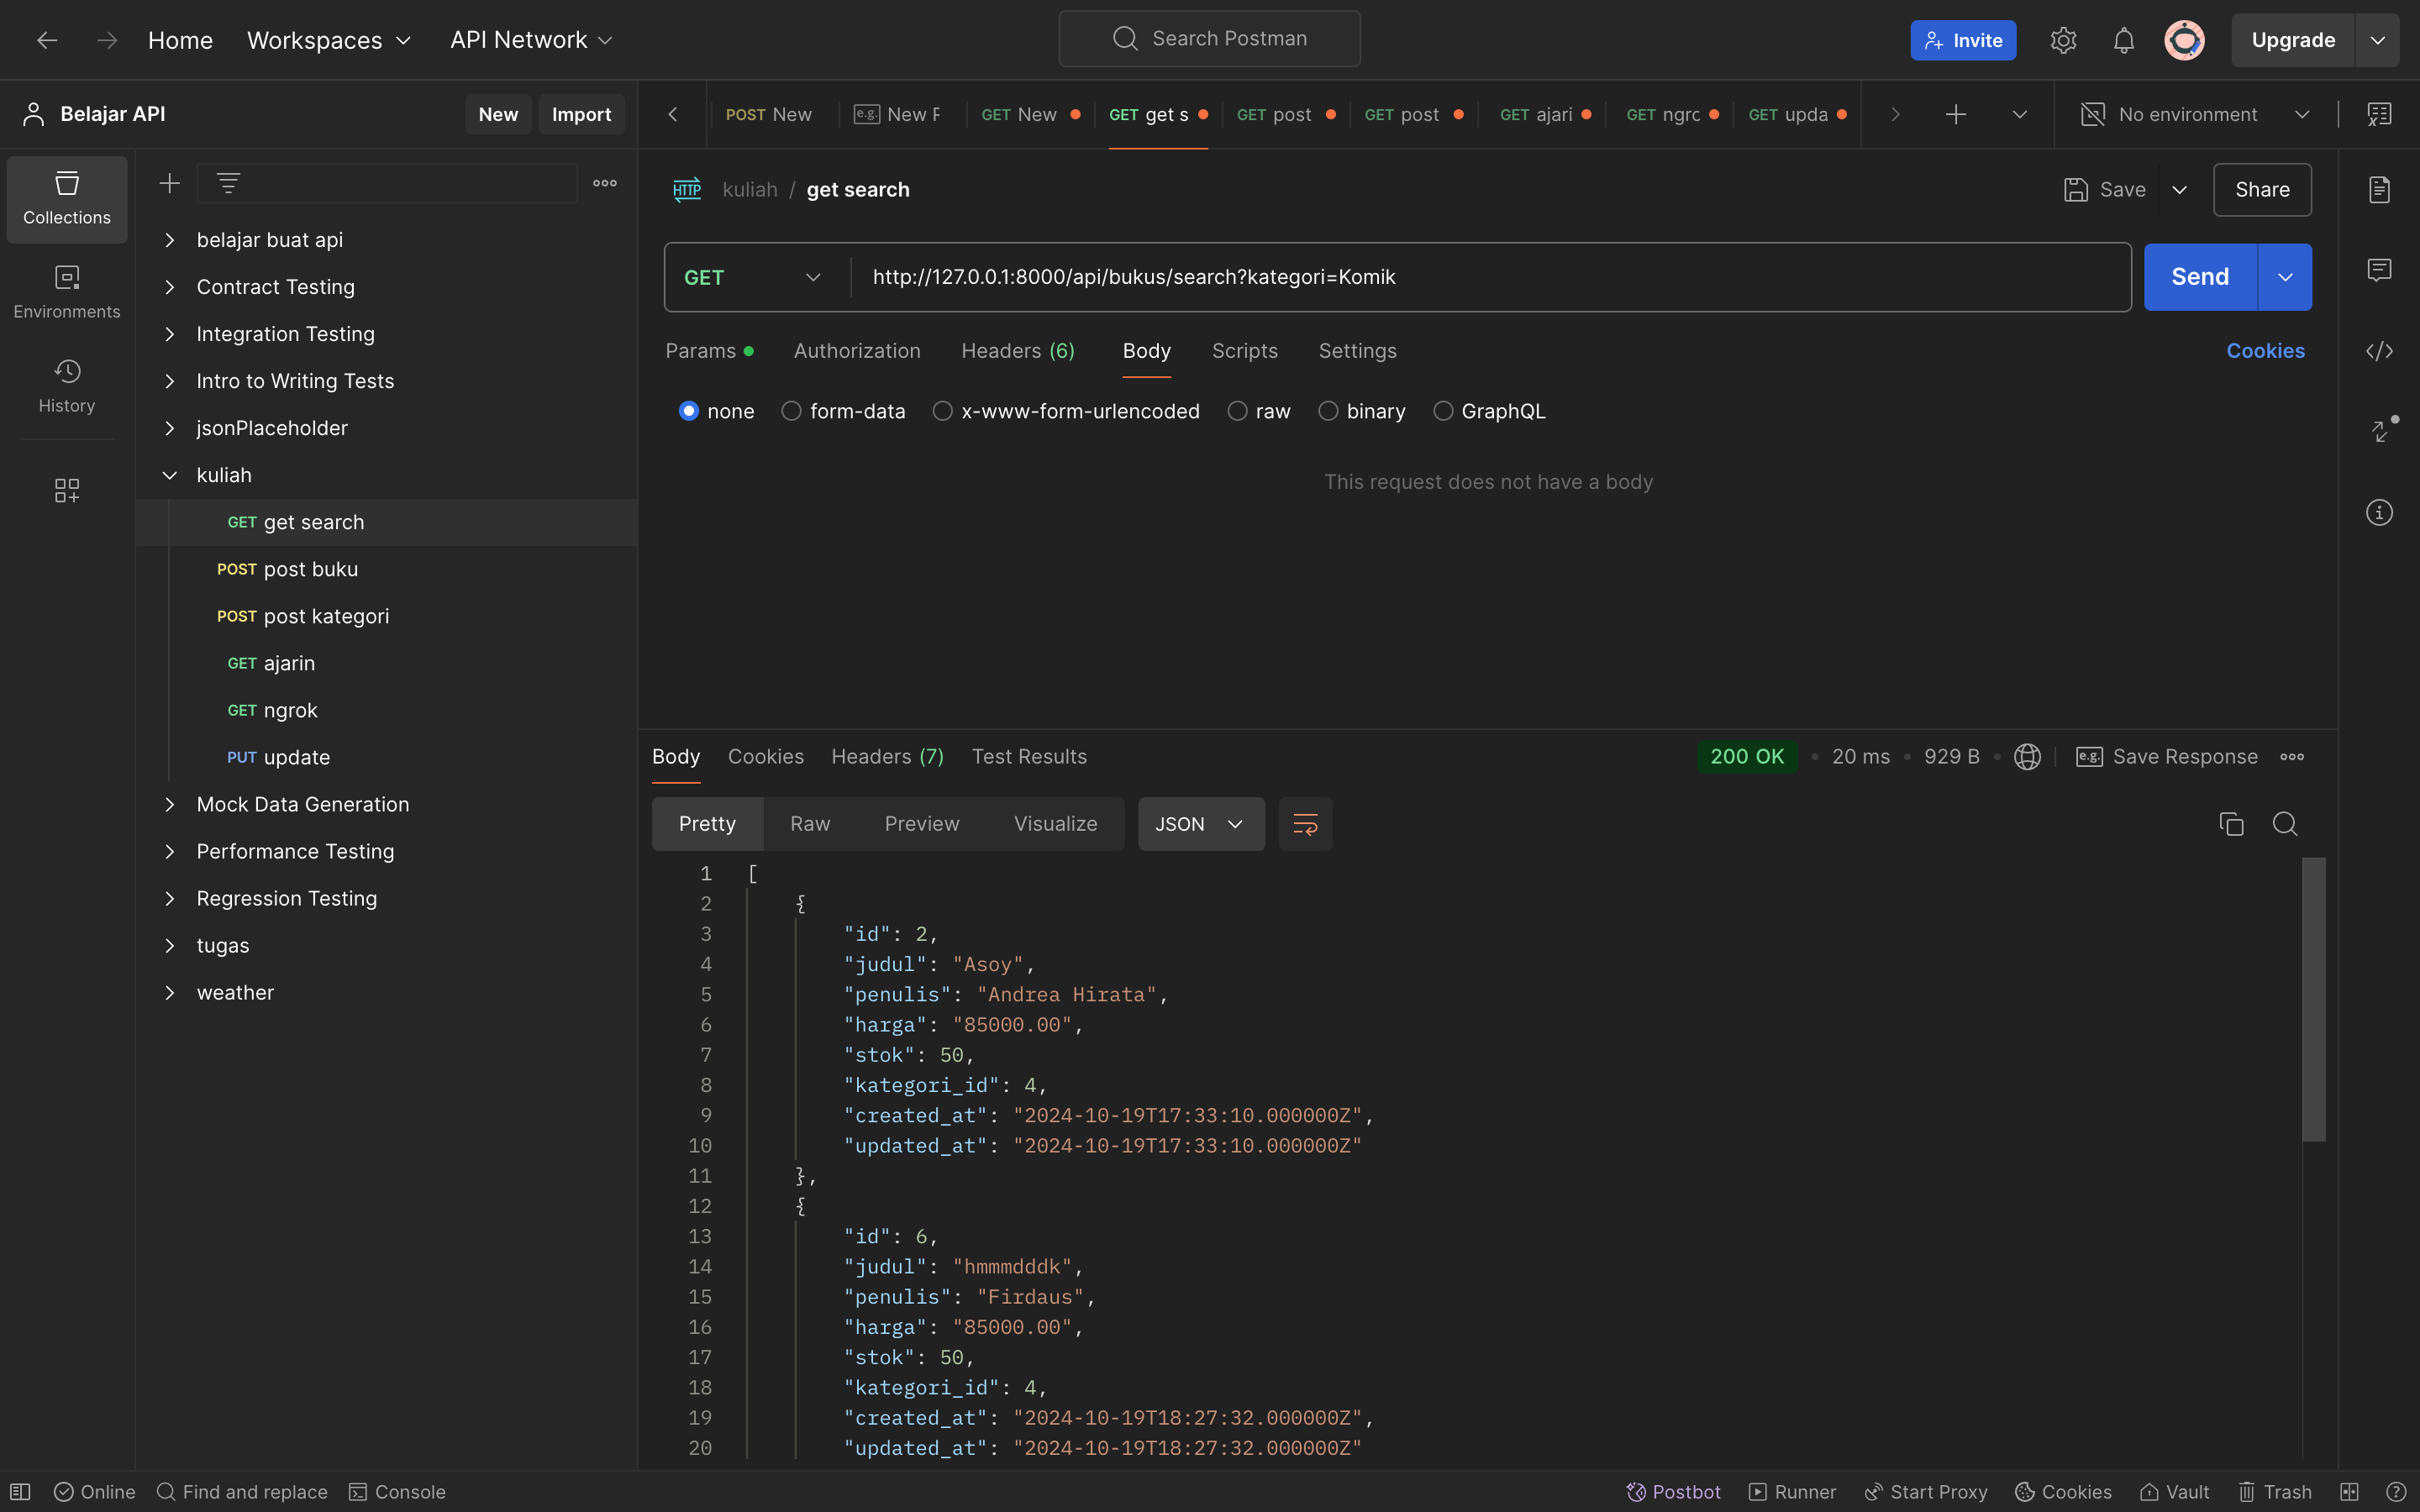 Home Workspaces API Network Search Postman Invite Upgrade
Belajar API New Import
POST New e.g. New F GET New GET get s GET post GET post GET ajari GET ngrc GET upda No environment
Collections
Environments
History
belajar buat api
Contract Testing
Integration Testing
Intro to Writing Tests
jsonPlaceholder
kuliah
GET get search
POST post buku
POST post kategori
GET ajarin
GET ngrok
PUT update
Mock Data Generation
Performance Testing
Regression Testing
tugas
weather
HTTP kuliah / get search Save Share
GET http://127.0.0.1:8000/api/bukus/search?kategori=Komik Send
Params Authorization Headers (6) Body Scripts Settings Cookies
none form-data x-www-form-urlencoded raw binary GraphQL
This request does not have a body
Body Cookies Headers (7) Test Results 200 OK 20 ms 929 B e.g. Save Response
Pretty Raw Preview Visualize JSON
1 [
2 {
3 "id": 2,
4 "judul": "Asoy",
5 "penulis": "Andrea Hirata",
6 "harga": "85000.00",
7 "stok": 50,
8 "kategori_id": 4,
9 "created_at": "2024-10-19T17:33:10.000000Z",
10 "updated_at": "2024-10-19T17:33:10.000000Z"
11 },
12 {
13 "id": 6,
14 "judul": "hmmmdddk",
15 "penulis": "Firdaus",
16 "harga": "85000.00",
17 "stok": 50,
18 "kategori_id": 4,
19 "created_at": "2024-10-19T18:27:32.000000Z",
20 "updated_at": "2024-10-19T18:27:32.000000Z"
Online Find and replace Console Postbot Runner Start Proxy Cookies Vault Trash